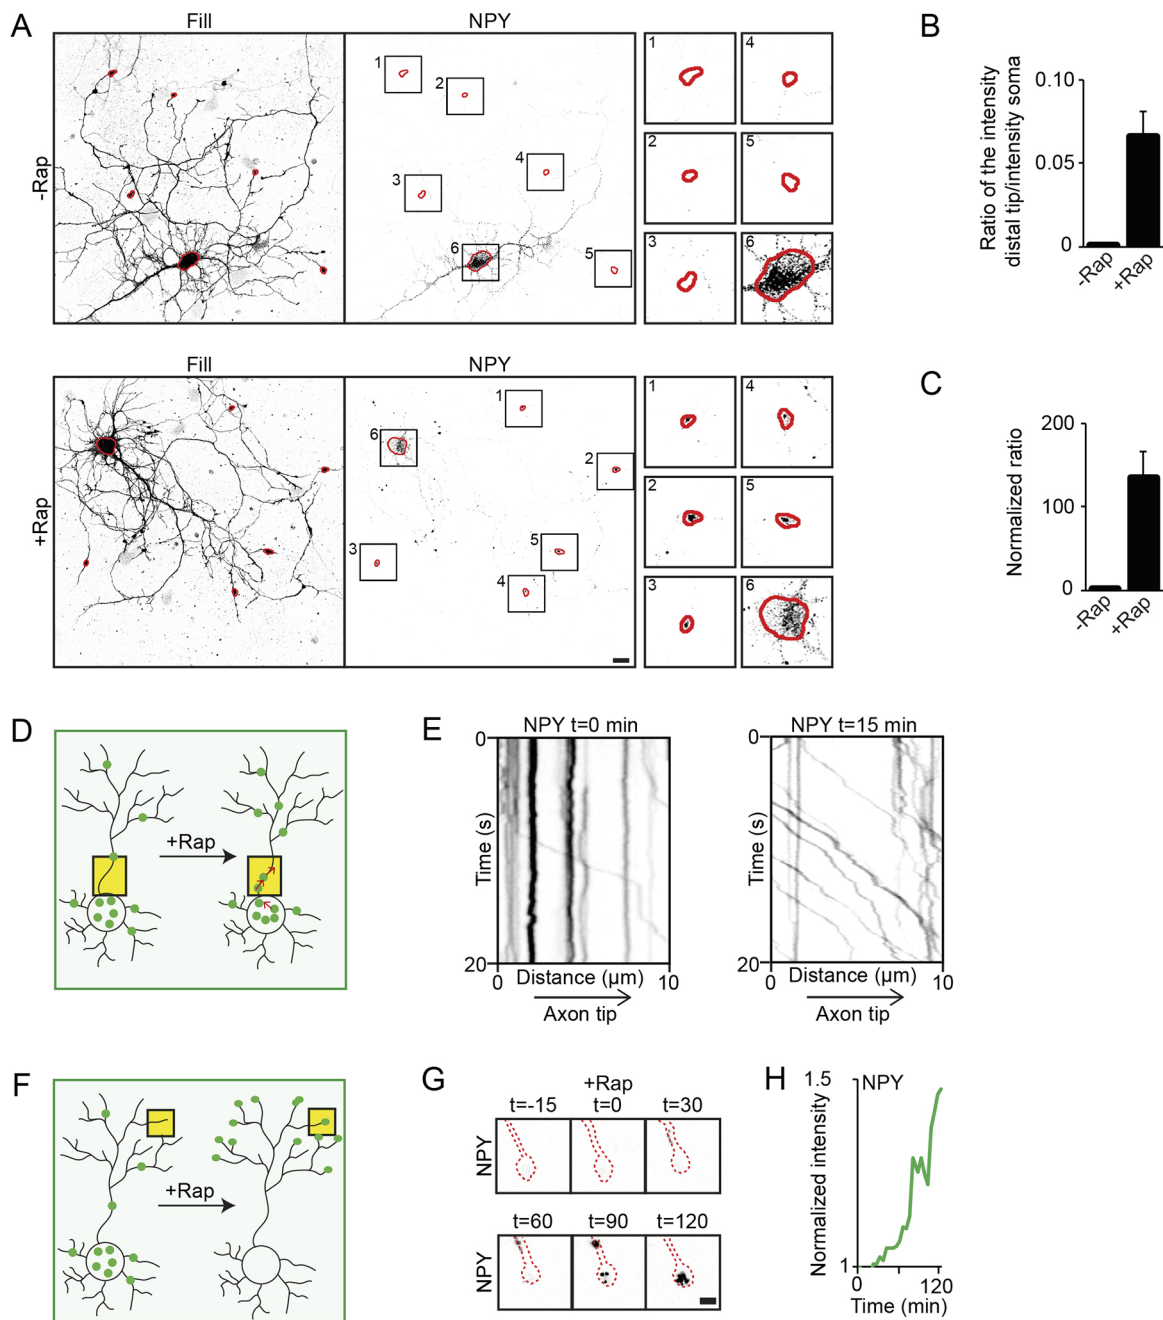 A
Fill
NPY
-Rap
1
2
3
4
5
6
1
4
2
5
3
6
B
Ratio of the intensity
distal tip/intensity soma
0.10
0.05
0
-Rap
+Rap
Fill
NPY
+Rap
1
6
2
3
5
4
1
4
2
5
3
6
C
Normalized ratio
200
100
0
-Rap
+Rap
D
+Rap
E
NPY t=0 min
0
Time (s)
20
0
Distance (µm)
10
Axon tip
NPY t=15 min
0
Time (s)
20
0
Distance (µm)
10
Axon tip
F
+Rap
G
+Rap
t=-15
t=0
t=30
NPY
t=60
t=90
t=120
NPY
H
1.5
NPY
Normalized intensity
1
0
120
Time (min)